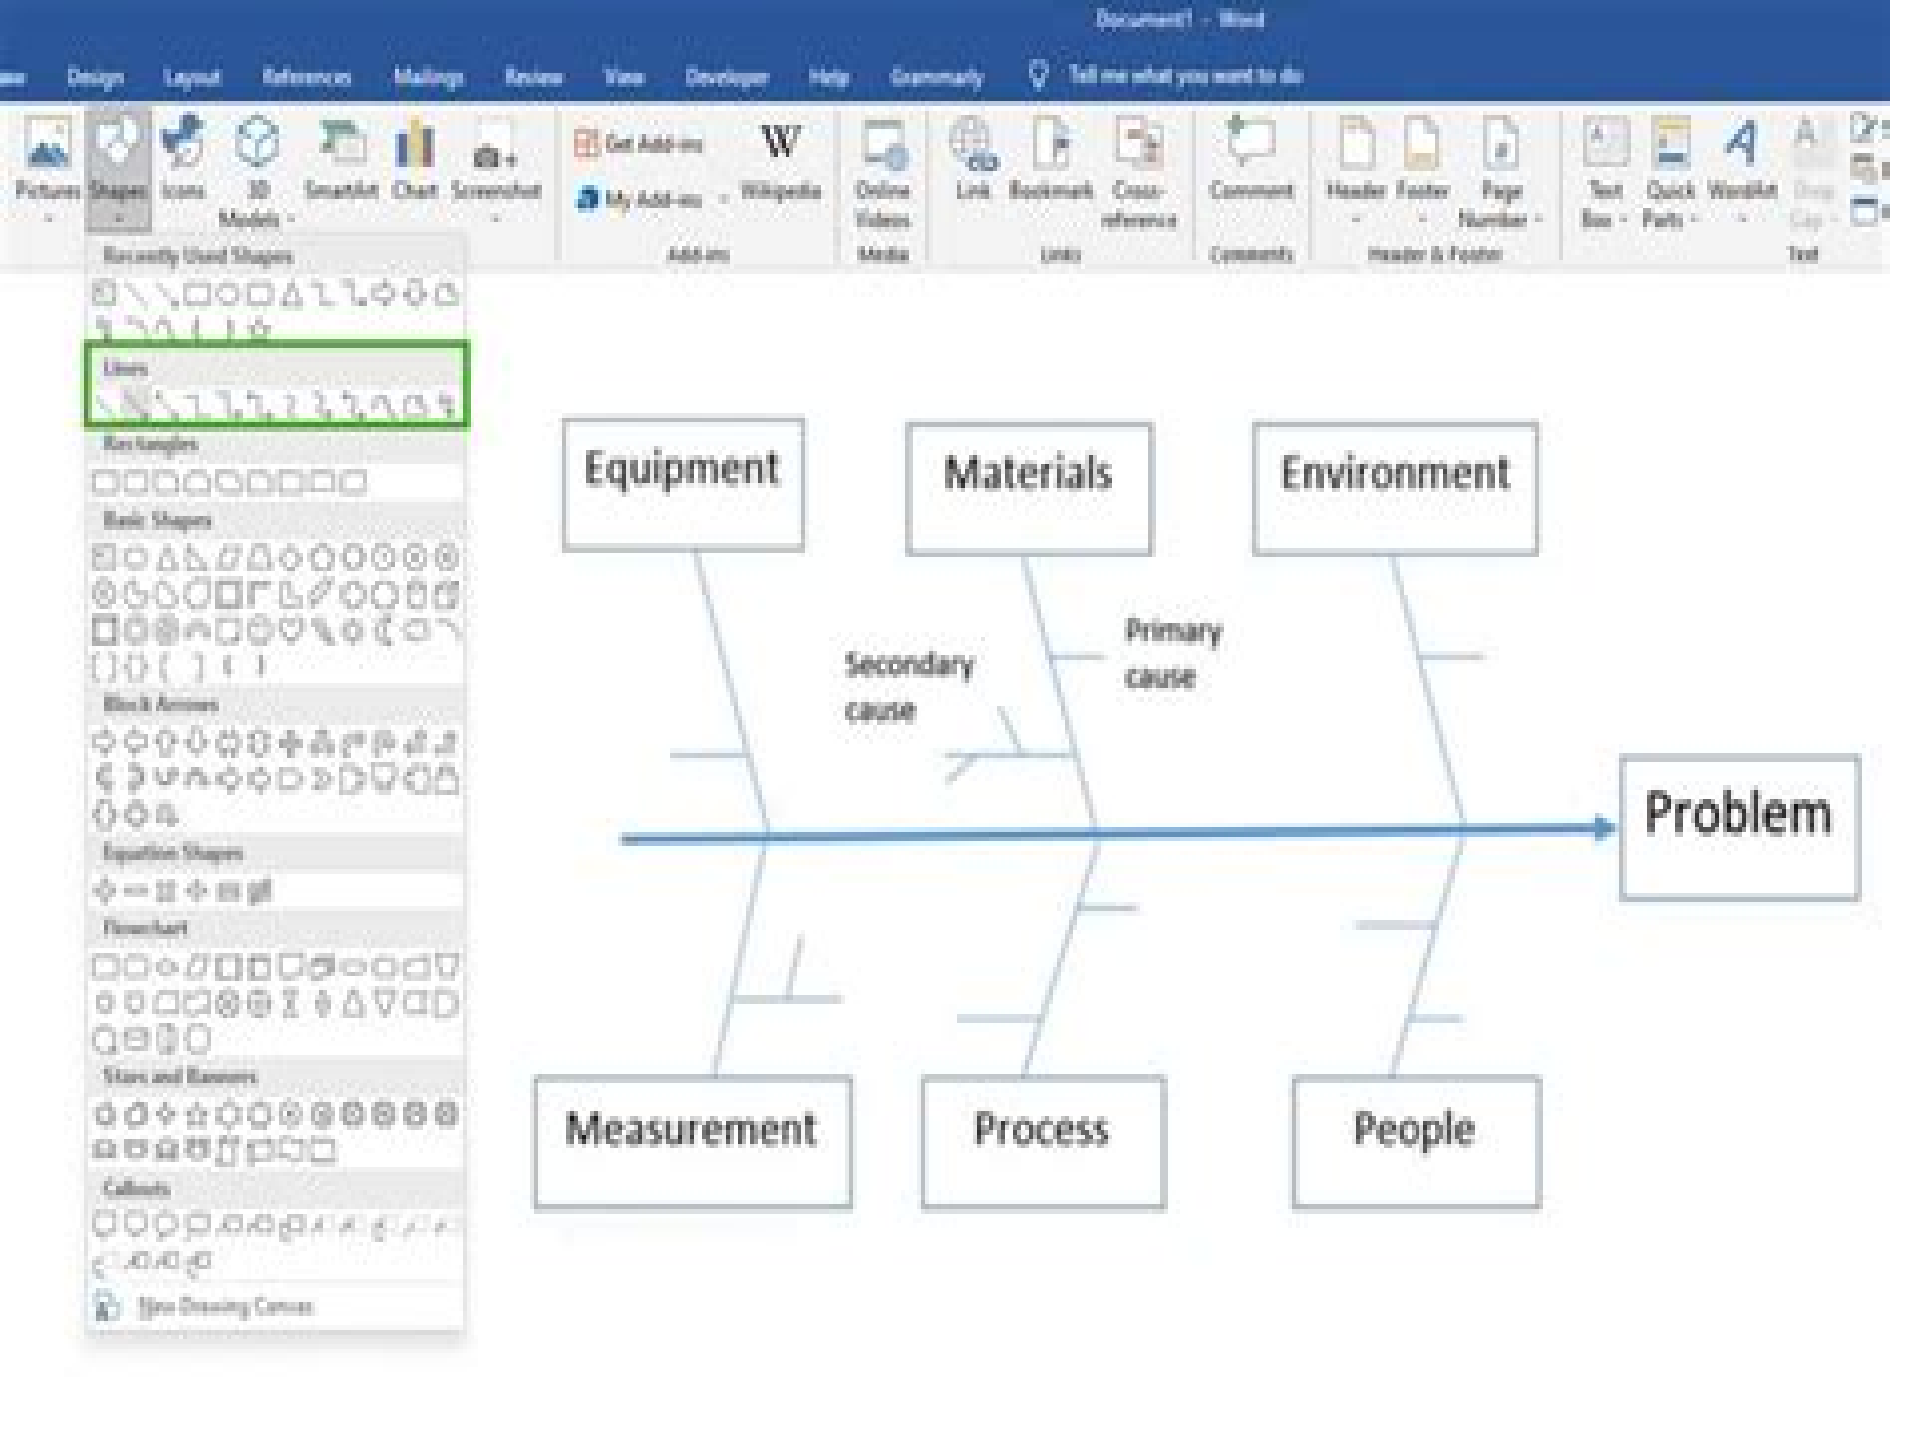 Document1 - Word
Design Layout References Mailings Review View Developer Help Grammarly Tell me what you want to do
Pictures Shapes Icons 3D Models SmartArt Chart Screenshot
Get Add-ins
My Add-ins
Wikipedia
Online Videos
Link Bookmark Cross-reference
Comment
Header Footer Page Number
Text Box Quick Parts WordArt Drop Cap
Add-ins Media Links Comments Header & Footer Text
Recently Used Shapes
Lines
Rectangles
Basic Shapes
Block Arrows
Equation Shapes
Flowchart
Stars and Banners
Callouts
New Drawing Canvas
Equipment
Materials
Environment
Primary
cause
Secondary
cause
Problem
Measurement
Process
People